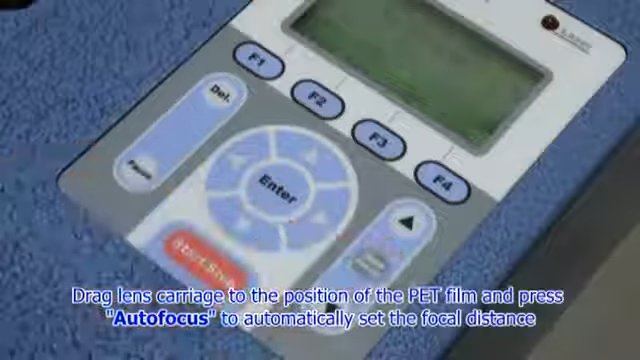 LASER
F1
F2
F3
F4
Del.
Pause
Enter
Start/Stop
Drag lens carriage to the position of the PET film and press
"Autofocus" to automatically set the focal distance